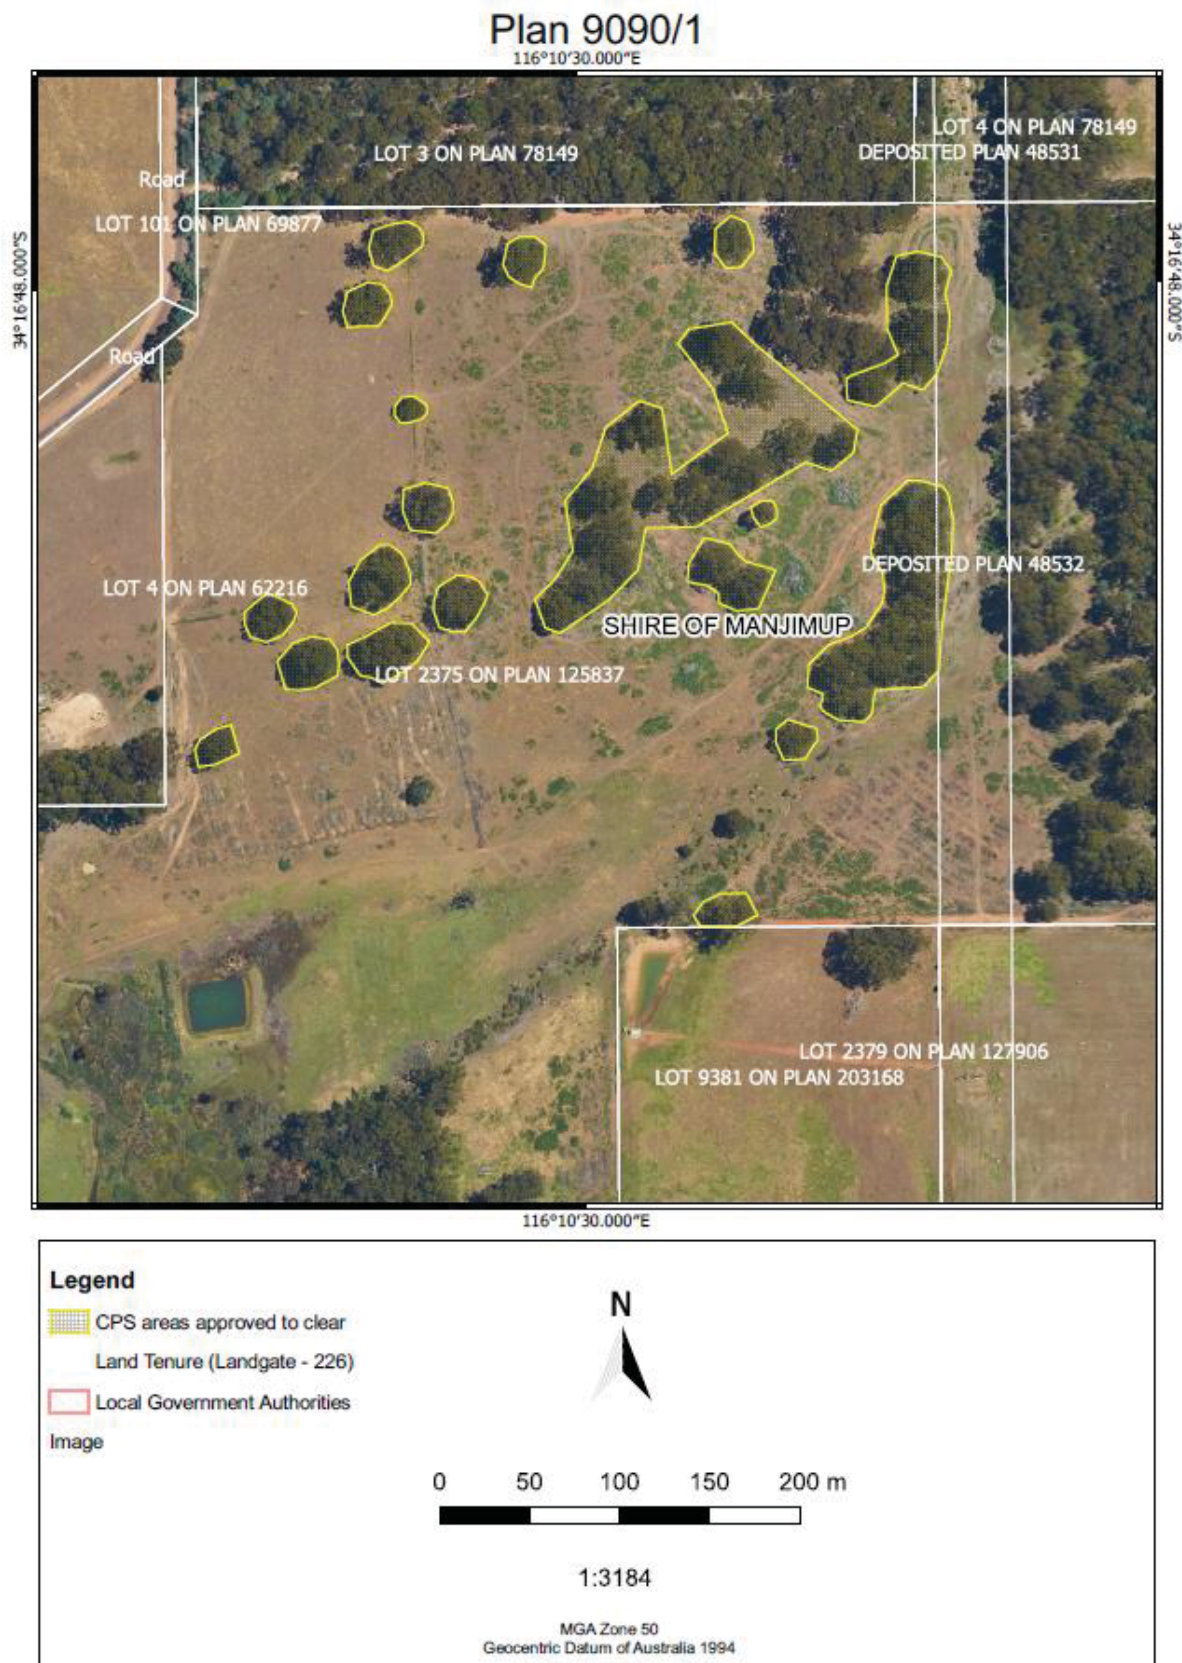 Plan 9090/1
116°10'30.000"E
LOT 4 ON PLAN 78149
LOT 3 ON PLAN 78149
DEPOSITED PLAN 48531
Road
LOT 101 ON PLAN 69877
34°16'48.000"S
34°16'48.000"S
Road
DEPOSITED PLAN 48532
LOT 4 ON PLAN 62216
SHIRE OF MANJIMUP
LOT 2375 ON PLAN 125837
LOT 2379 ON PLAN 127906
LOT 9381 ON PLAN 203168
116°10'30.000"E
Legend
CPS areas approved to clear
Land Tenure (Landgate - 226)
Local Government Authorities
Image
N
0 50 100 150 200 m
1:3184
MGA Zone 50
Geocentric Datum of Australia 1994